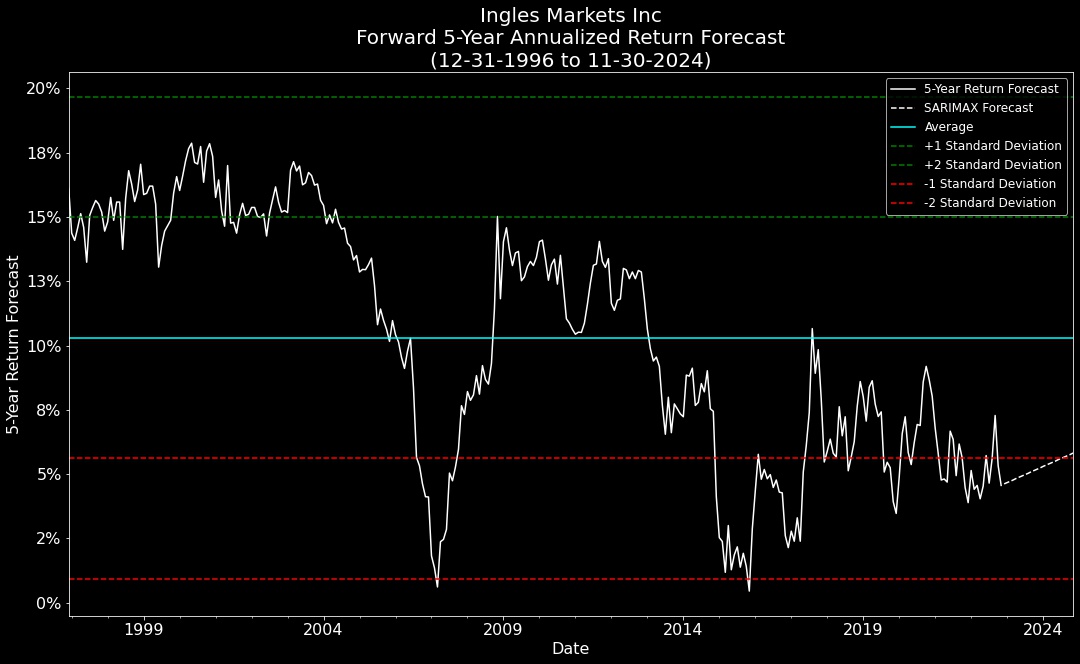 Ingles Markets Inc
Forward 5-Year Annualized Return Forecast
(12-31-1996 to 11-30-2024)
5-Year Return Forecast
20%
18%
15%
13%
10%
8%
5%
2%
0%
5-Year Return Forecast
SARIMAX Forecast
Average
+1 Standard Deviation
+2 Standard Deviation
-1 Standard Deviation
-2 Standard Deviation
1999 2004 2009 2014 2019 2024
Date